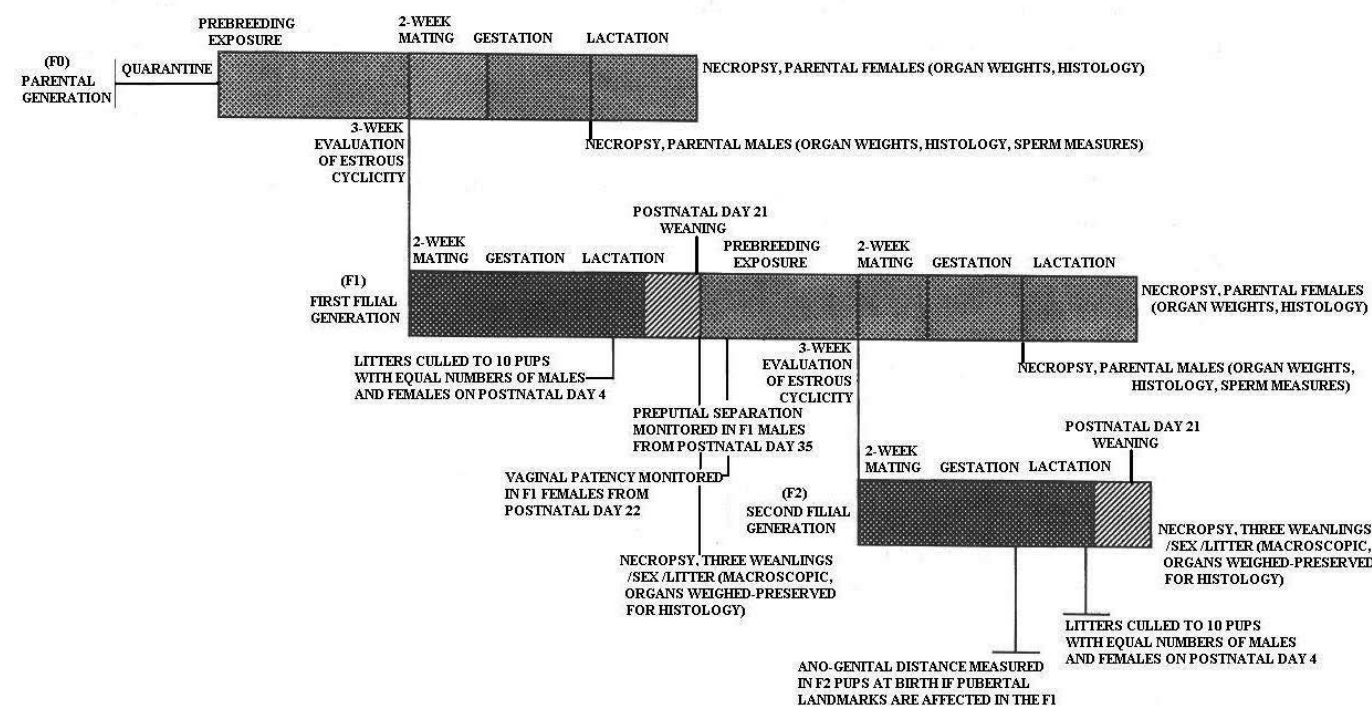 PREBREEDING
EXPOSURE
2-WEEK
MATING
GESTATION
LACTATION
(F0)
PARENTAL
GENERATION
QUARANTINE
NECROPSY, PARENTAL FEMALES (ORGAN WEIGHTS, HISTOLOGY)
3-WEEK
EVALUATION
OF ESTROUS
CYCLICITY
NECROPSY, PARENTAL MALES (ORGAN WEIGHTS, HISTOLOGY, SPERM MEASURES)
POSTNATAL DAY 21
WEANING
2-WEEK
MATING
GESTATION
LACTATION
PREBREEDING
EXPOSURE
2-WEEK
MATING
GESTATION
LACTATION
(F1)
FIRST FILIAL
GENERATION
NECROPSY, PARENTAL FEMALES
(ORGAN WEIGHTS, HISTOLOGY)
LITTERS CULLED TO 10 PUPS
WITH EQUAL NUMBERS OF MALES
AND FEMALES ON POSTNATAL DAY 4
3-WEEK
EVALUATION
OF ESTROUS
CYCLICITY
NECROPSY, PARENTAL MALES (ORGAN WEIGHTS,
HISTOLOGY, SPERM MEASURES)
PREPUTIAL SEPARATION
MONITORED IN F1 MALES
FROM POSTNATAL DAY 35
VAGINAL PATENCY MONITORED
IN F1 FEMALES FROM
POSTNATAL DAY 22
POSTNATAL DAY 21
WEANING
2-WEEK
MATING
GESTATION
LACTATION
(F2)
SECOND FILIAL
GENERATION
NECROPSY, THREE WEANLINGS
/SEX /LITTER (MACROSCOPIC,
ORGANS WEIGHED-PRESERVED
FOR HISTOLOGY)
NECROPSY, THREE WEANLINGS
/SEX /LITTER (MACROSCOPIC,
ORGANS WEIGHED-PRESERVED
FOR HISTOLOGY)
LITTERS CULLED TO 10 PUPS
WITH EQUAL NUMBERS OF MALES
AND FEMALES ON POSTNATAL DAY 4
ANO-GENITAL DISTANCE MEASURED
IN F2 PUPS AT BIRTH IF PUBERTAL
LANDMARKS ARE AFFECTED IN THE F1